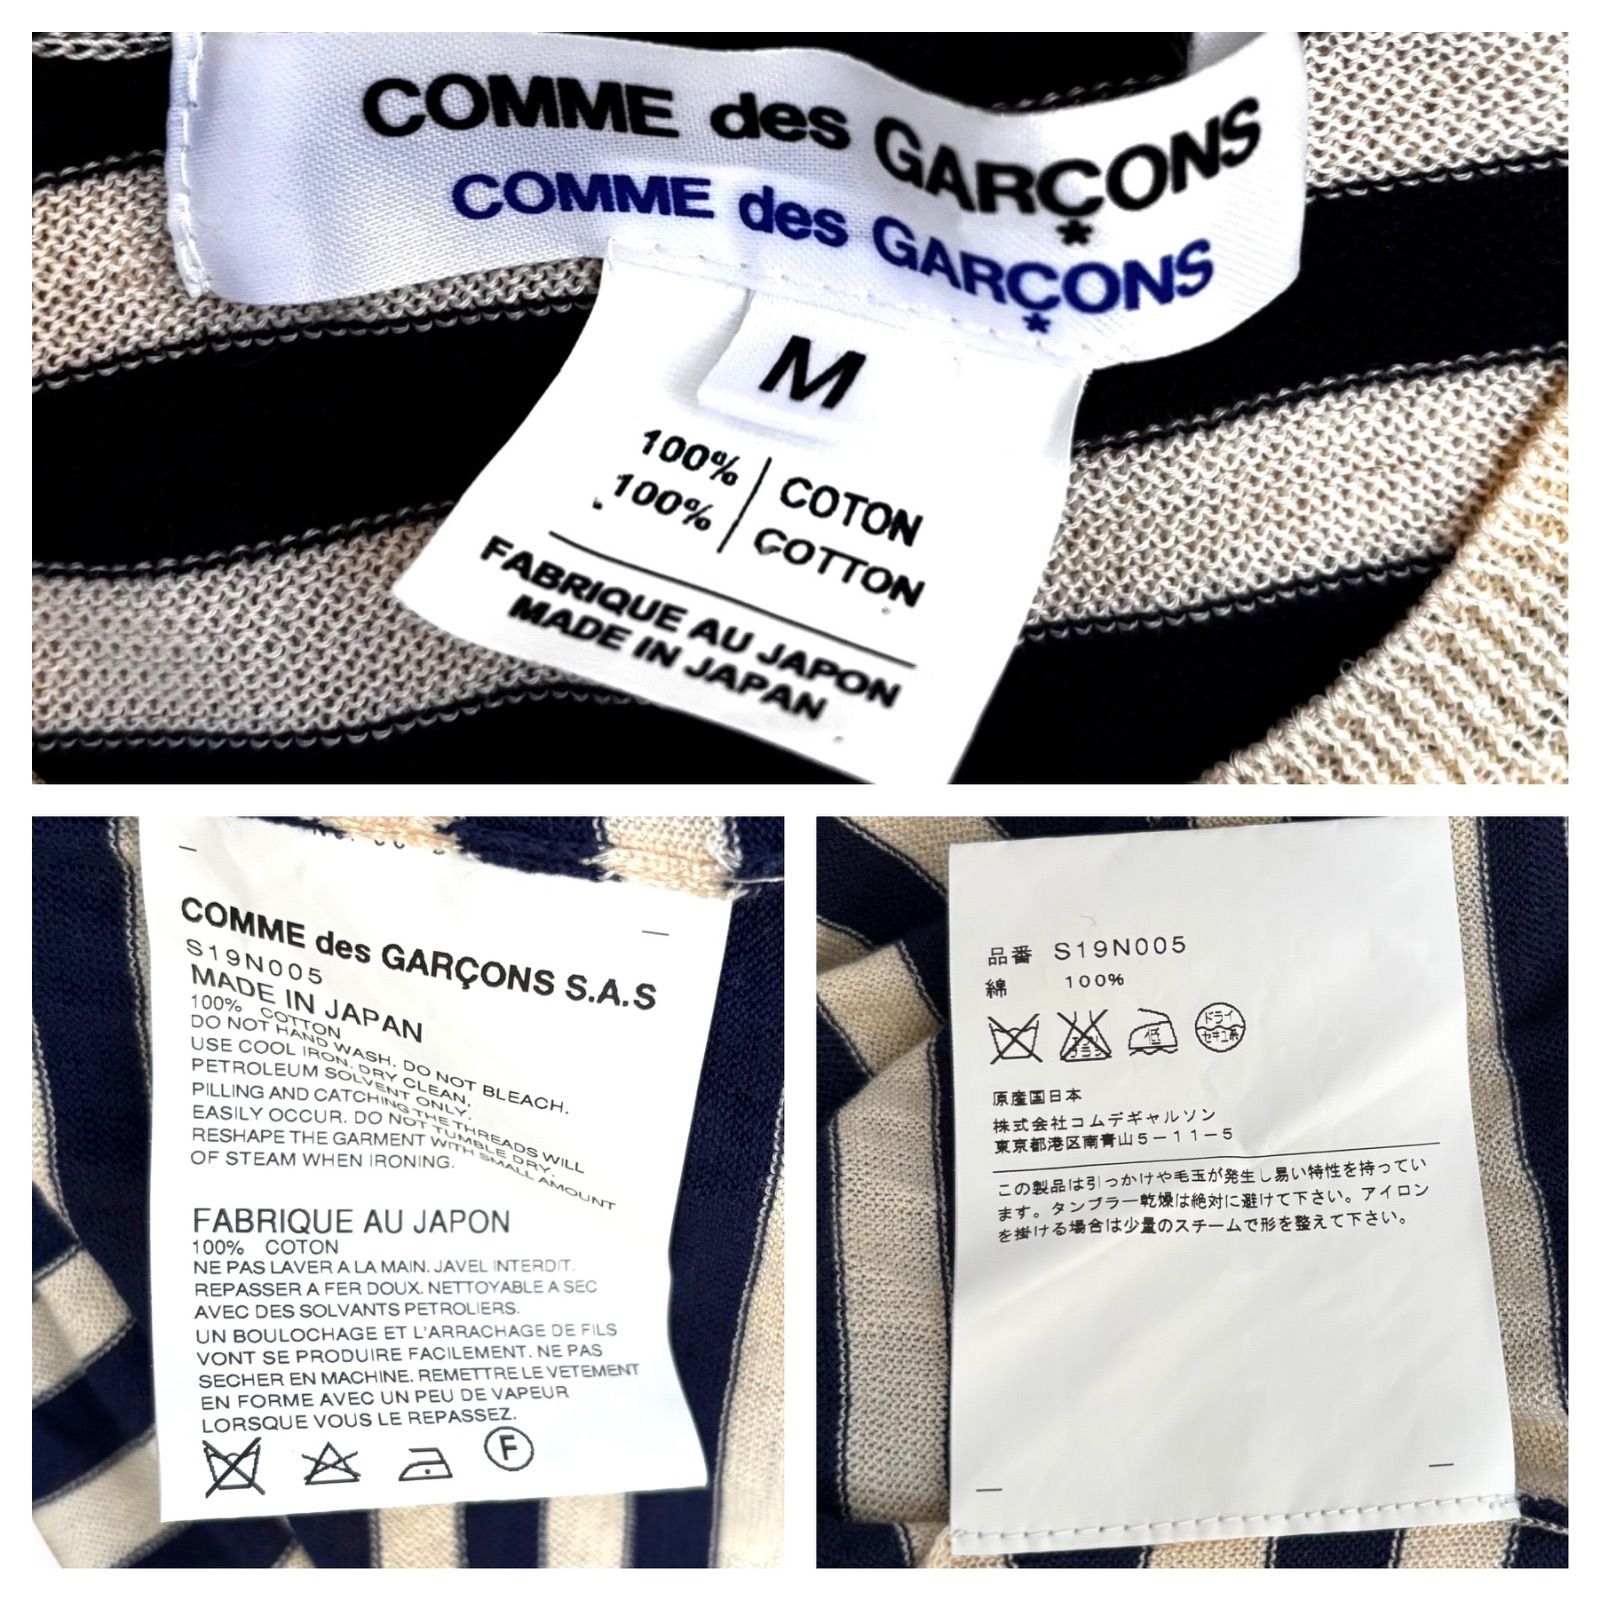 COMME des GARÇONS
*
COMME des GARÇONS
*
M
100% | COTON
100% | COTTON
FABRIQUE AU JAPON
MADE IN JAPAN
COMME des GARÇONS S.A.S
S19N005
MADE IN JAPAN
100% COTTON
DO NOT HAND WASH. DO NOT BLEACH.
USE COOL IRON. DRY CLEAN,
PETROLEUM SOLVENT ONLY.
PILLING AND CATCHING THE THREADS WILL
EASILY OCCUR. DO NOT TUMBLE DRY.
RESHAPE THE GARMENT WITH SMALL AMOUNT
OF STEAM WHEN IRONING.
FABRIQUE AU JAPON
100% COTON
NE PAS LAVER A LA MAIN. JAVEL INTERDIT.
REPASSER A FER DOUX. NETTOYABLE A SEC
AVEC DES SOLVANTS PETROLIERS.
UN BOULOCHAGE ET L'ARRACHAGE DE FILS
VONT SE PRODUIRE FACILEMENT. NE PAS
SECHER EN MACHINE. REMETTRE LE VETEMENT
EN FORME AVEC UN PEU DE VAPEUR
LORSQUE VOUS LE REPASSEZ.
F
品番 S19N005
綿 100%
低 ドライ
セキユ系
原産国日本
株式会社コムデギャルソン
東京都港区南青山5-11-5
この製品は引っかけや毛玉が発生し易い特性を持ってい
ます。タンブラー乾燥は絶対に避けて下さい。アイロン
を掛ける場合は少量のスチームで形を整えて下さい。